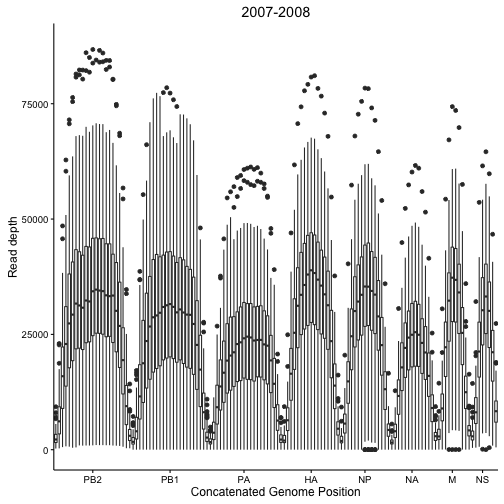 2007-2008
Read depth
75000
50000
25000
0
PB2 PB1 PA HA NP NA M NS
Concatenated Genome Position